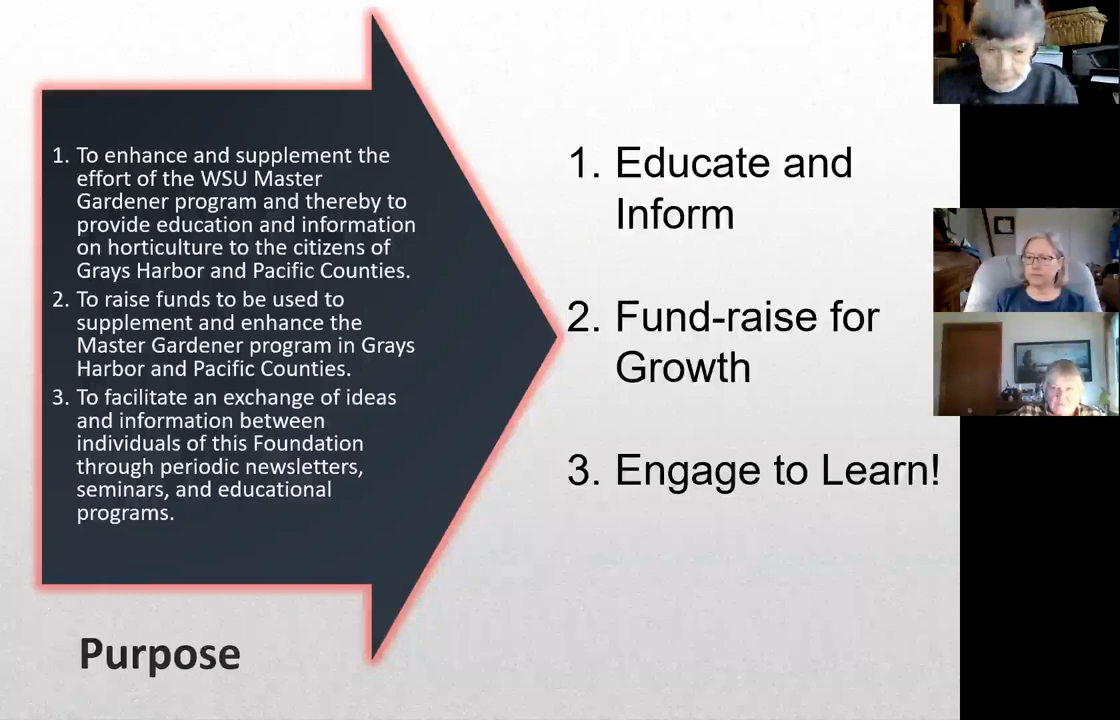 1. To enhance and supplement the
effort of the WSU Master
Gardener program and thereby to
provide education and information
on horticulture to the citizens of
Grays Harbor and Pacific Counties.
2. To raise funds to be used to
supplement and enhance the
Master Gardener program in Grays
Harbor and Pacific Counties.
3. To facilitate an exchange of ideas
and information between
individuals of this Foundation
through periodic newsletters,
seminars, and educational
programs.
1. Educate and
Inform
2. Fund-raise for
Growth
3. Engage to Learn!
Purpose